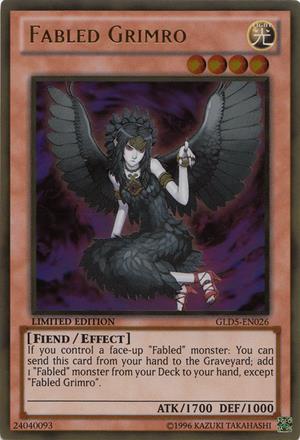 FABLED GRIMRO
LIGHT
光
LIMITED EDITION
GLD5-EN026
[FIEND / EFFECT]
If you control a face-up "Fabled" monster: You can
send this card from your hand to the Graveyard; add
1 "Fabled" monster from your Deck to your hand, except
"Fabled Grimro".
ATK/1700 DEF/1000
24040093
©1996 KAZUKI TAKAHASHI